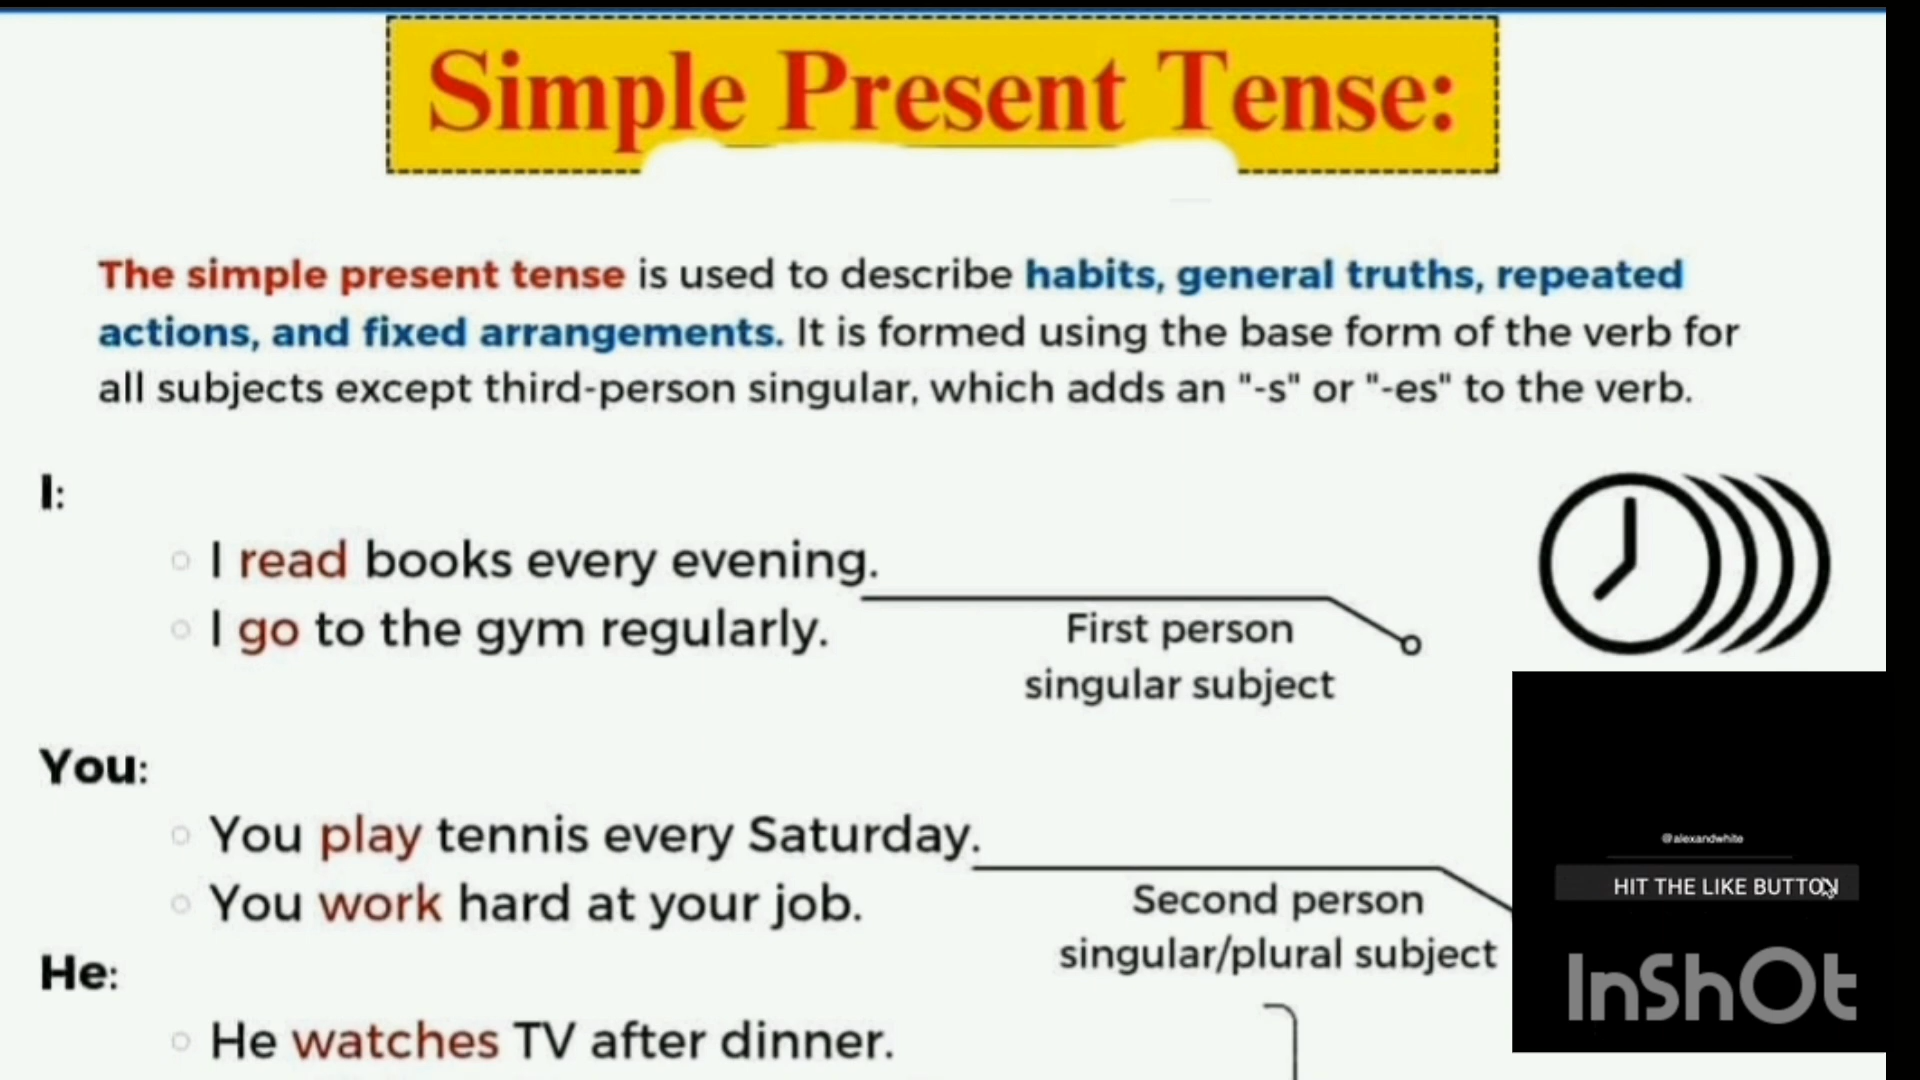 Simple Present Tense:
The simple present tense is used to describe habits, general truths, repeated
actions, and fixed arrangements. It is formed using the base form of the verb for
all subjects except third-person singular, which adds an "-s" or "-es" to the verb.
I:
I read books every evening.
I go to the gym regularly.
First person
singular subject
You:
You play tennis every Saturday.
You work hard at your job.
Second person
singular/plural subject
He:
He watches TV after dinner.
@alexandwhite
HIT THE LIKE BUTTON
InShOt